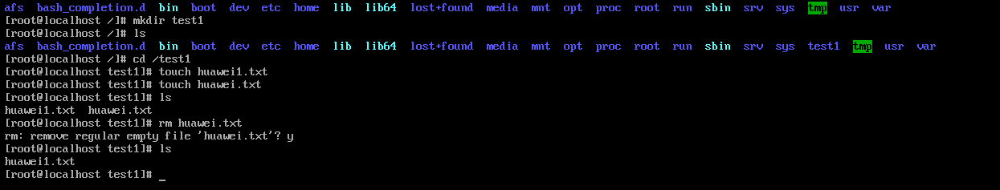 afs bash_completion.d bin boot dev etc home lib lib64 lost+found media mnt opt proc root run sbin srv sys tmp usr var
[root@localhost /]# mkdir test1
[root@localhost /]# ls
afs bash_completion.d bin boot dev etc home lib lib64 lost+found media mnt opt proc root run sbin srv sys test1 tmp usr var
[root@localhost /]# cd /test1
[root@localhost test1]# touch huawei1.txt
[root@localhost test1]# touch huawei.txt
[root@localhost test1]# ls
huawei1.txt huawei.txt
[root@localhost test1]# rm huawei.txt
rm: remove regular empty file 'huawei.txt'? y
[root@localhost test1]# ls
huawei1.txt
[root@localhost test1]# _